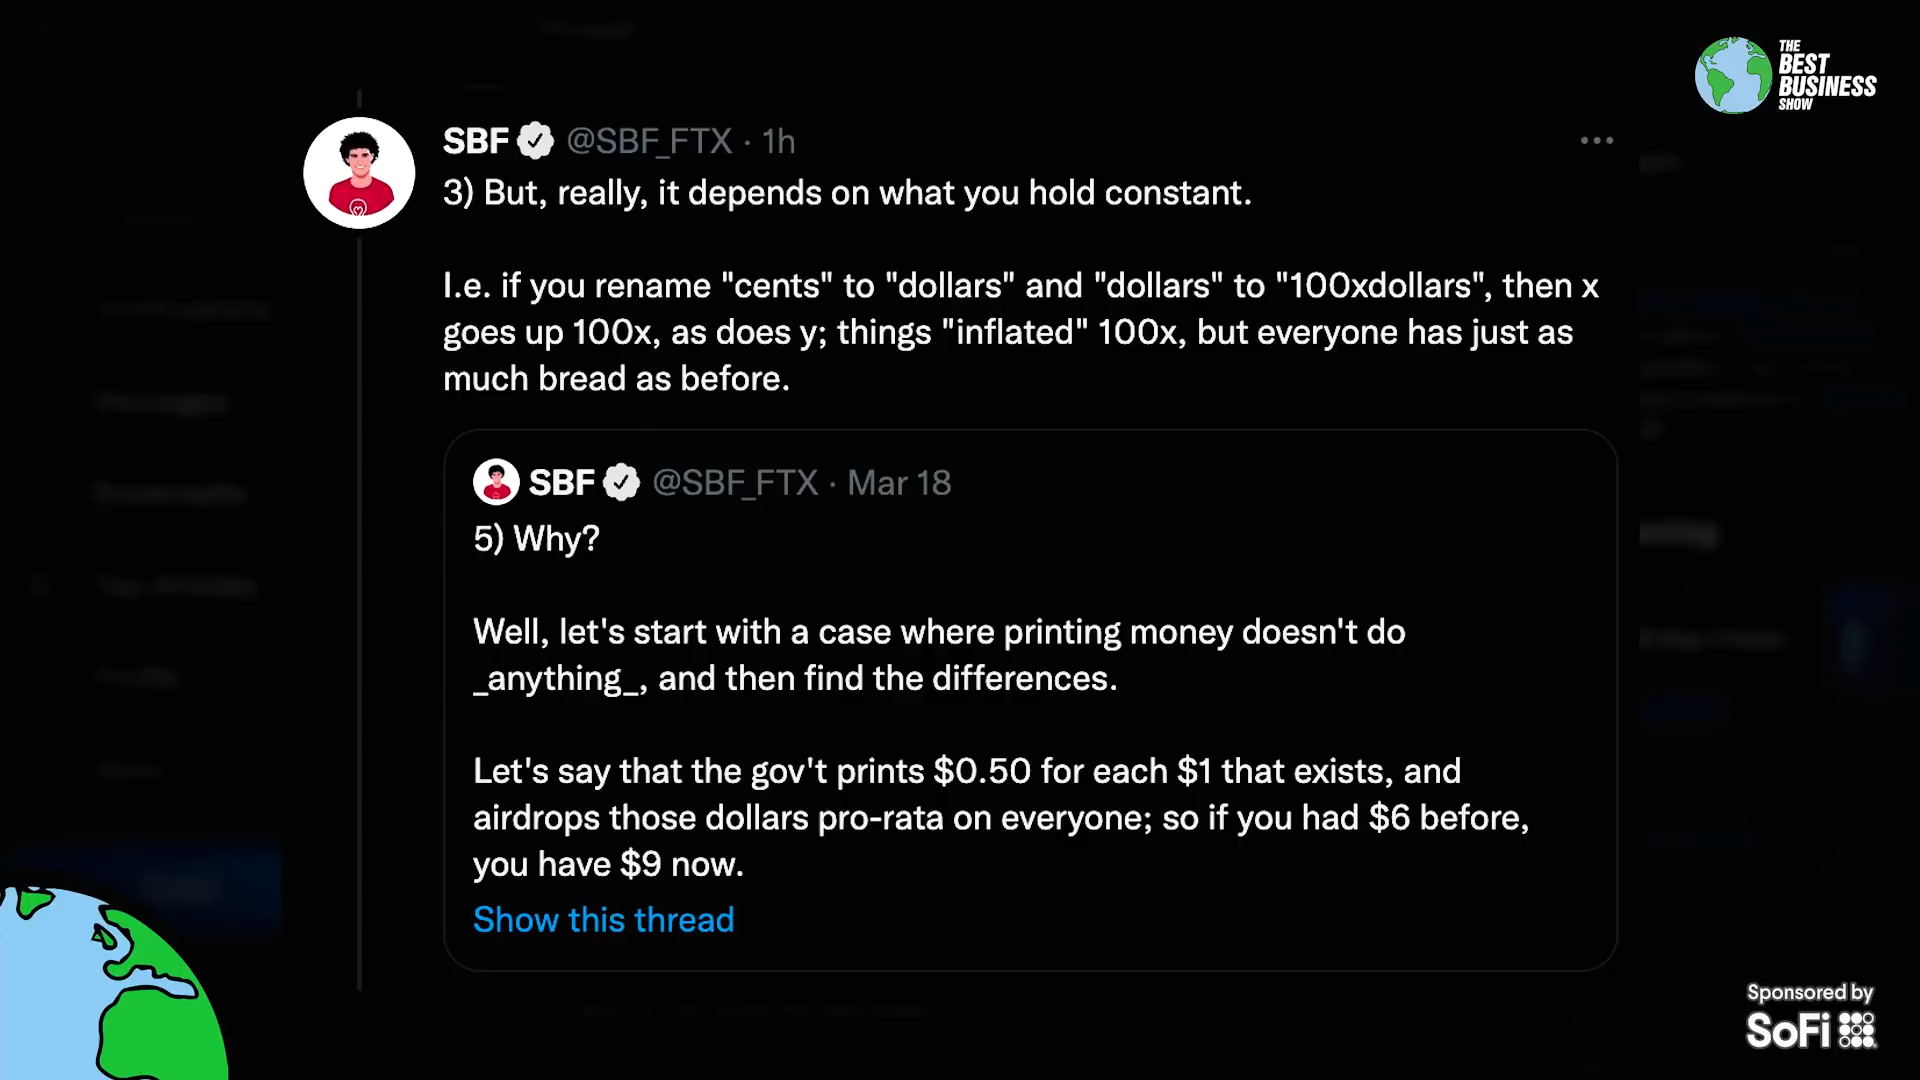 THE
BEST
BUSINESS
SHOW
SBF @SBF_FTX · 1h
3) But, really, it depends on what you hold constant.
I.e. if you rename "cents" to "dollars" and "dollars" to "100xdollars", then x
goes up 100x, as does y; things "inflated" 100x, but everyone has just as
much bread as before.
SBF @SBF_FTX · Mar 18
5) Why?
Well, let's start with a case where printing money doesn't do
_anything_, and then find the differences.
Let's say that the gov't prints $0.50 for each $1 that exists, and
airdrops those dollars pro-rata on everyone; so if you had $6 before,
you have $9 now.
Show this thread
Sponsored by
SoFi